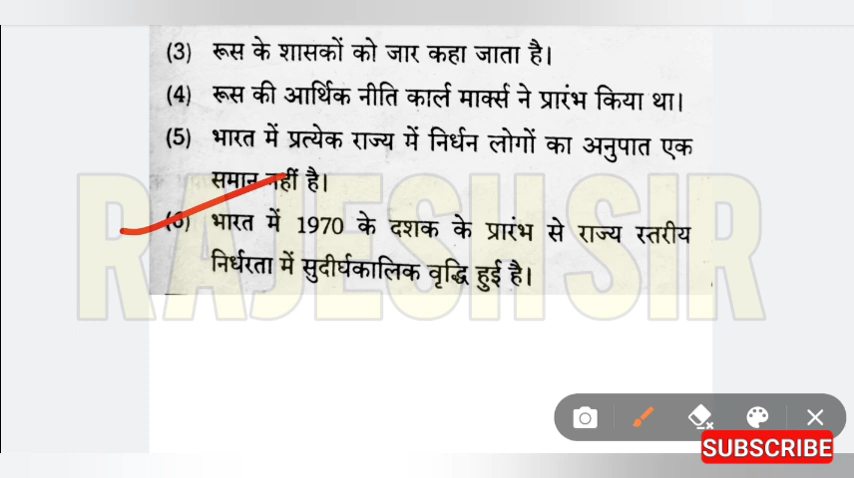 (3) रूस के शासकों को जार कहा जाता है।
(4) रूस की आर्थिक नीति कार्ल मार्क्स ने प्रारंभ किया था।
(5) भारत में प्रत्येक राज्य में निर्धन लोगों का अनुपात एक
समान नहीं है।
(6) भारत में 1970 के दशक के प्रारंभ से राज्य स्तरीय
निर्धरता में सुदीर्घकालिक वृद्धि हुई है।
RAJESH SIR
SUBSCRIBE